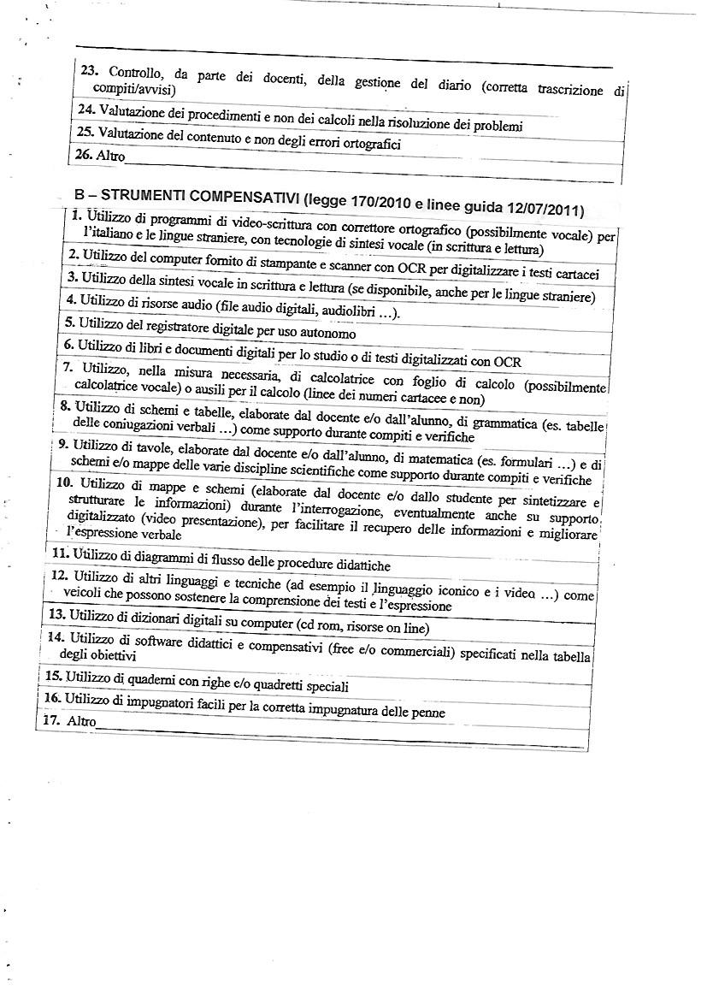 23. Controllo, da parte dei docenti, della gestione del diario (corretta trascrizione di
compiti/avvisi)
24. Valutazione dei procedimenti e non dei calcoli nella risoluzione dei problemi
25. Valutazione del contenuto e non degli errori ortografici
26. Altro
B – STRUMENTI COMPENSATIVI (legge 170/2010 e linee guida 12/07/2011)
1. Utilizzo di programmi di video-scrittura con correttore ortografico (possibilmente vocale) per
l'italiano e le lingue straniere, con tecnologie di sintesi vocale (in scrittura e lettura)
2. Utilizzo del computer fornito di stampante e scanner con OCR per digitalizzare i testi cartacei
3. Utilizzo della sintesi vocale in scrittura e lettura (se disponibile, anche per le lingue straniere)
4. Utilizzo di risorse audio (file audio digitali, audiolibri …).
5. Utilizzo del registratore digitale per uso autonomo
6. Utilizzo di libri e documenti digitali per lo studio o di testi digitalizzati con OCR
7. Utilizzo, nella misura necessaria, di calcolatrice con foglio di calcolo (possibilmente
calcolatrice vocale) o ausili per il calcolo (linee dei numeri cartacee e non)
8. Utilizzo di schemi e tabelle, elaborate dal docente e/o dall'alunno, di grammatica (es. tabelle
delle coniugazioni verbali …) come supporto durante compiti e verifiche
9. Utilizzo di tavole, elaborate dal docente e/o dall'alunno, di matematica (es. formulari …) e di
schemi e/o mappe delle varie discipline scientifiche come supporto durante compiti e verifiche
10. Utilizzo di mappe e schemi (elaborate dal docente e/o dallo studente per sintetizzare e
strutturare le informazioni) durante l'interrogazione, eventualmente anche su supporto
digitalizzato (video presentazione), per facilitare il recupero delle informazioni e migliorare
l'espressione verbale
11. Utilizzo di diagrammi di flusso delle procedure didattiche
12. Utilizzo di altri linguaggi e tecniche (ad esempio il linguaggio iconico e i video …) come
veicoli che possono sostenere la comprensione dei testi e l'espressione
13. Utilizzo di dizionari digitali su computer (cd rom, risorse on line)
14. Utilizzo di software didattici e compensativi (free e/o commerciali) specificati nella tabella
degli obiettivi
15. Utilizzo di quaderni con righe e/o quadretti speciali
16. Utilizzo di impugnatori facili per la corretta impugnatura delle penne
17. Altro